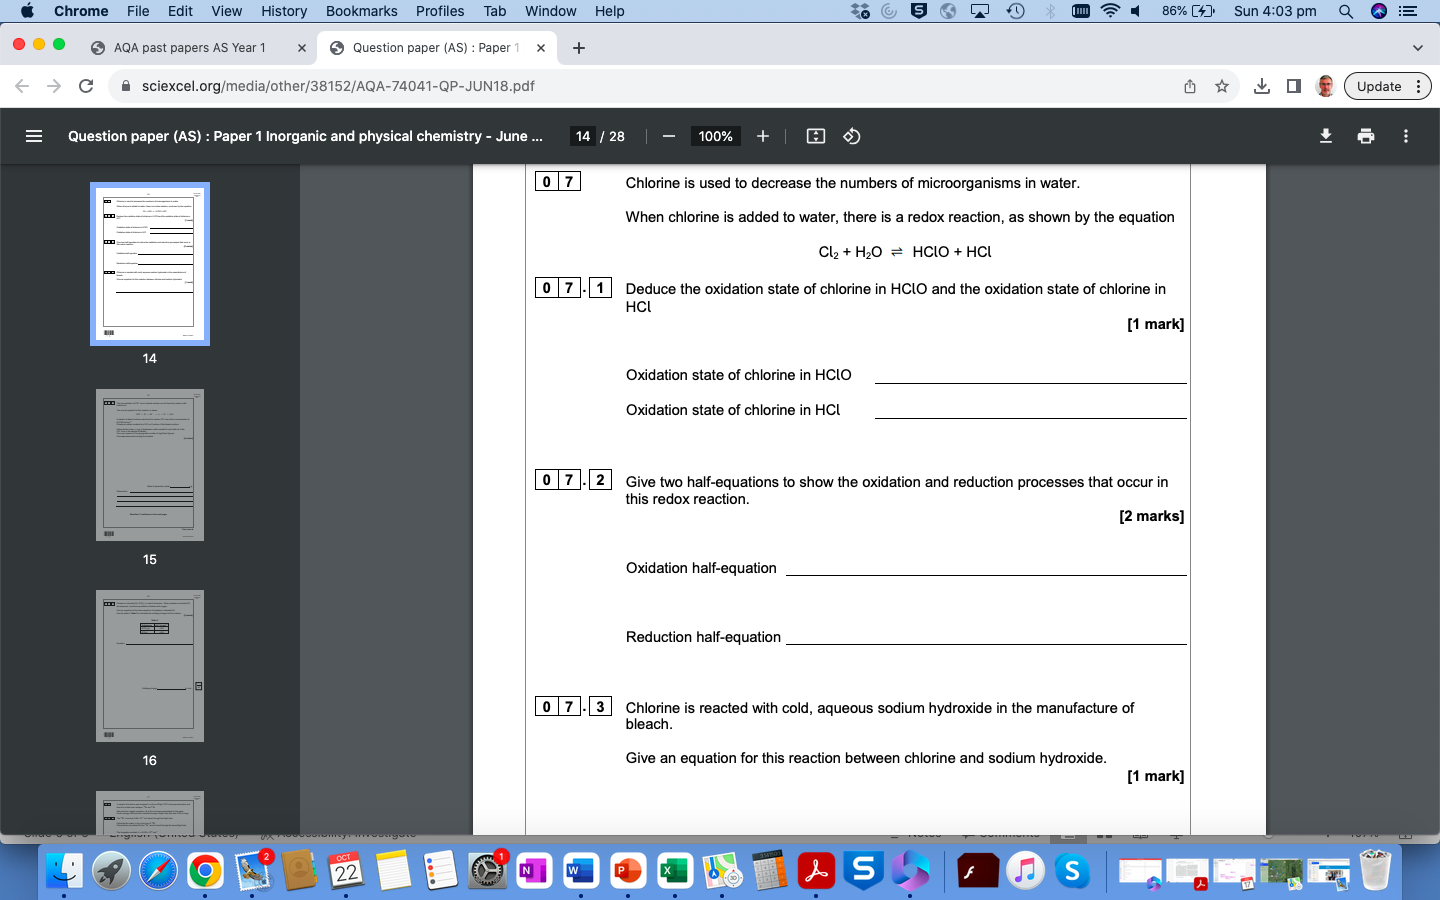 Chrome File Edit View History Bookmarks Profiles Tab Window Help 86% Sun 4:03 pm
AQA past papers AS Year 1 Question paper (AS) : Paper 1
sciexcel.org/media/other/38152/AQA-74041-QP-JUN18.pdf Update
Question paper (AS) : Paper 1 Inorganic and physical chemistry - June ... 14 / 28 100%
14
15
16
0 7 Chlorine is used to decrease the numbers of microorganisms in water.
When chlorine is added to water, there is a redox reaction, as shown by the equation
Cl₂ + H₂O ⇌ HClO + HCl
0 7 . 1 Deduce the oxidation state of chlorine in HClO and the oxidation state of chlorine in
HCl
[1 mark]
Oxidation state of chlorine in HClO
Oxidation state of chlorine in HCl
0 7 . 2 Give two half-equations to show the oxidation and reduction processes that occur in
this redox reaction.
[2 marks]
Oxidation half-equation
Reduction half-equation
0 7 . 3 Chlorine is reacted with cold, aqueous sodium hydroxide in the manufacture of
bleach.
Give an equation for this reaction between chlorine and sodium hydroxide.
[1 mark]
2
OCT
22
1
N
W
P
X
S
S